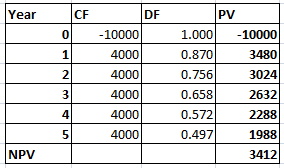 Year CF DF PV
0 -10000 1.000 -10000
1 4000 0.870 3480
2 4000 0.756 3024
3 4000 0.658 2632
4 4000 0.572 2288
5 4000 0.497 1988
NPV 3412